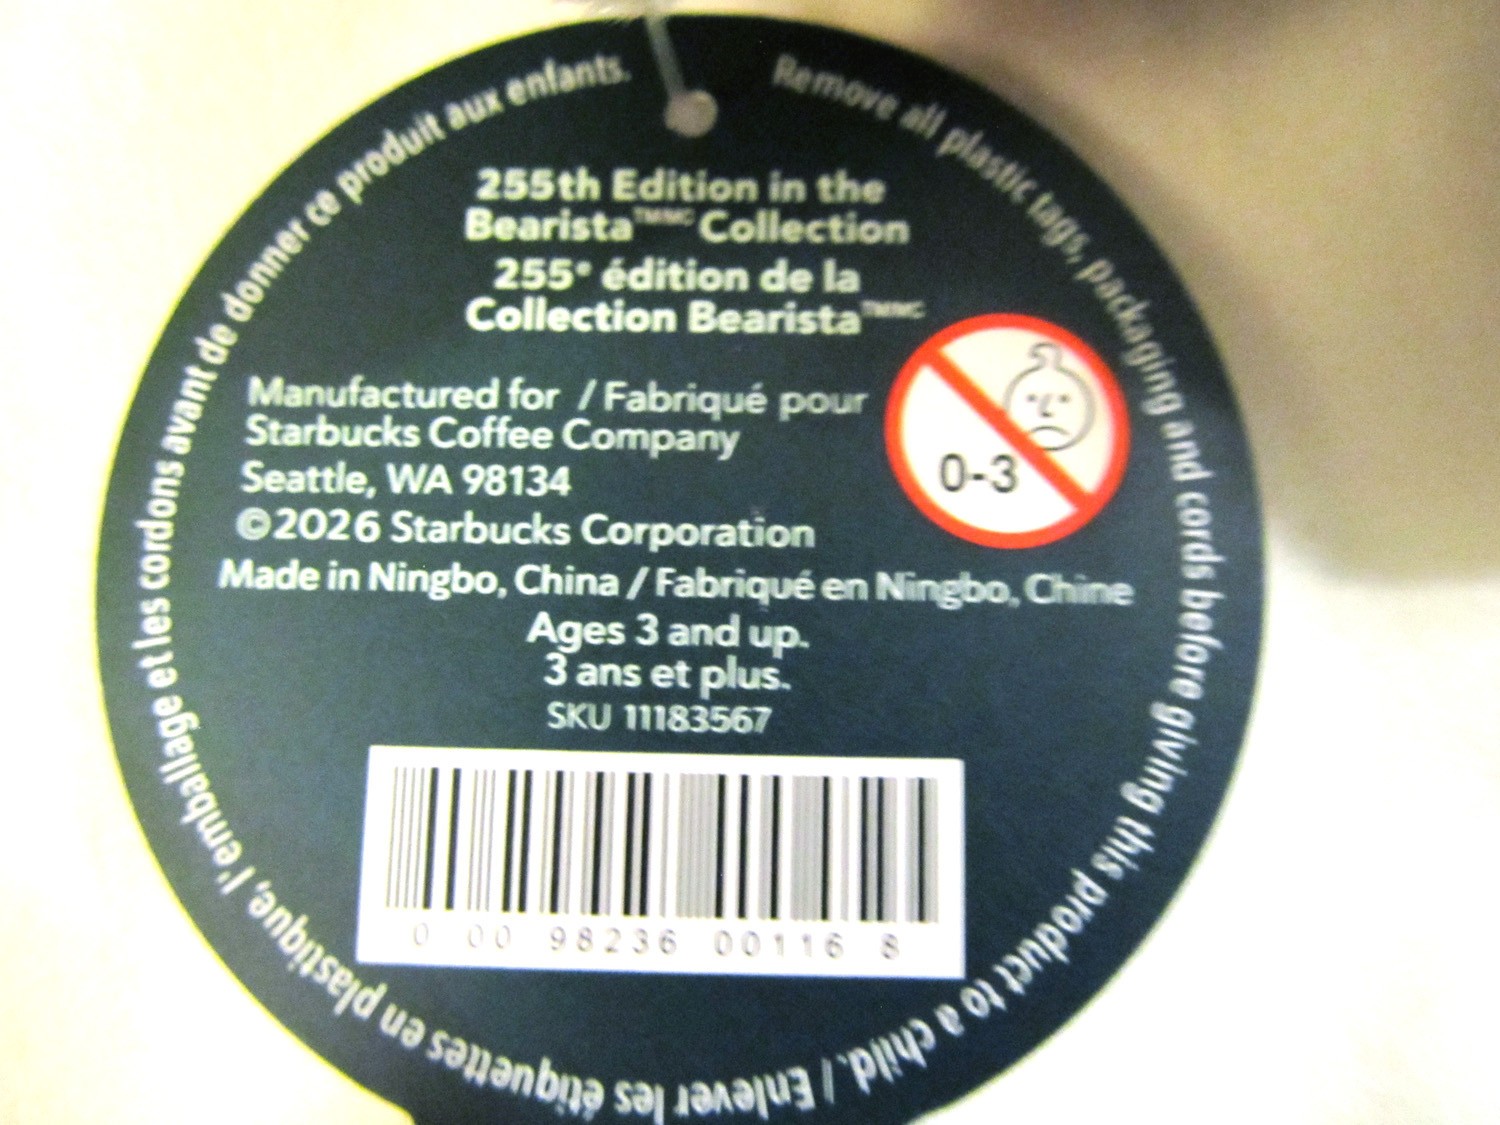 255th Edition in the
Bearista™MC Collection
255e édition de la
Collection Bearista™MC
Manufactured for / Fabriqué pour
Starbucks Coffee Company
Seattle, WA 98134
©2026 Starbucks Corporation
Made in Ningbo, China / Fabriqué en Ningbo, Chine
Ages 3 and up.
3 ans et plus.
SKU 11183567
0-3
0 00 98236 00116 8
Remove all plastic tags, packaging and cords before giving this product to a child. / Enlever les étiquettes en plastique, l'emballage et les cordons avant de donner ce produit aux enfants.